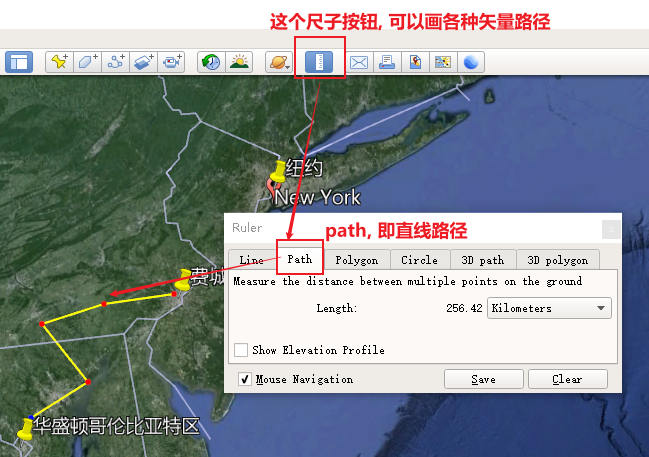 这个尺子按钮, 可以画各种矢量路径
纽约
New York
Ruler
path, 即直线路径
Line
Path
Polygon
Circle
3D path
3D polygon
费城
Measure the distance between multiple points on the ground
Length:
256.42
Kilometers
Show Elevation Profile
Mouse Navigation
Save
Clear
华盛顿哥伦比亚特区